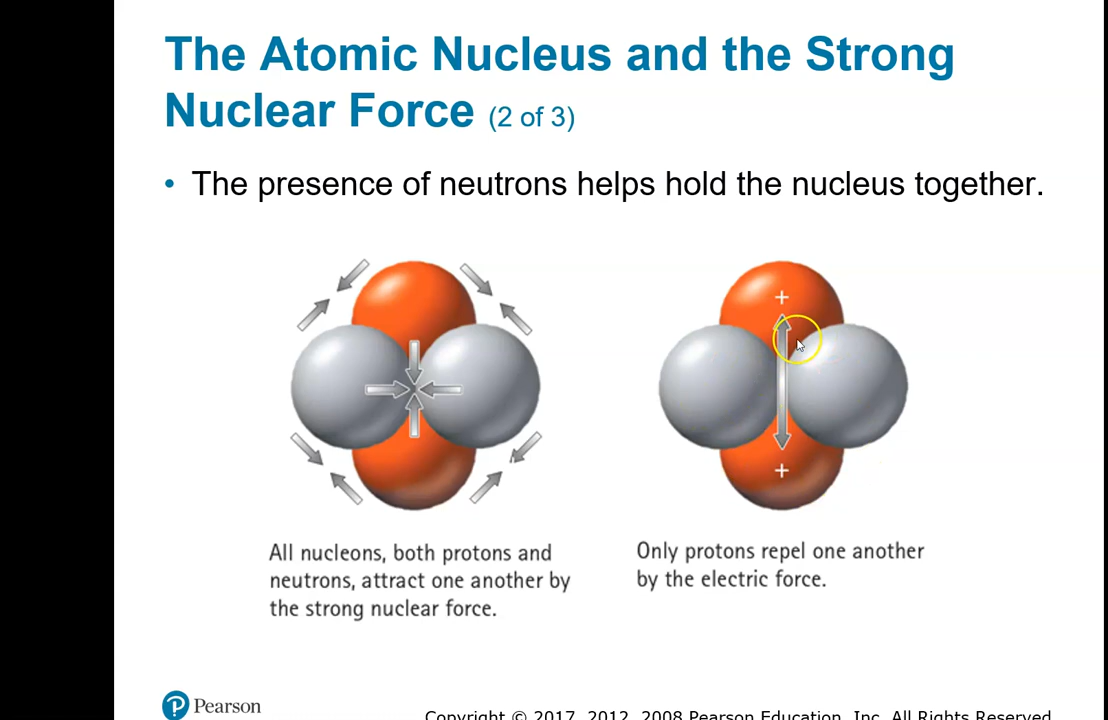 The Atomic Nucleus and the Strong
Nuclear Force (2 of 3)
• The presence of neutrons helps hold the nucleus together.
+
+
All nucleons, both protons and
neutrons, attract one another by
the strong nuclear force.
Only protons repel one another
by the electric force.
P Pearson
Copyright © 2017, 2012, 2008 Pearson Education, Inc. All Rights Reserved